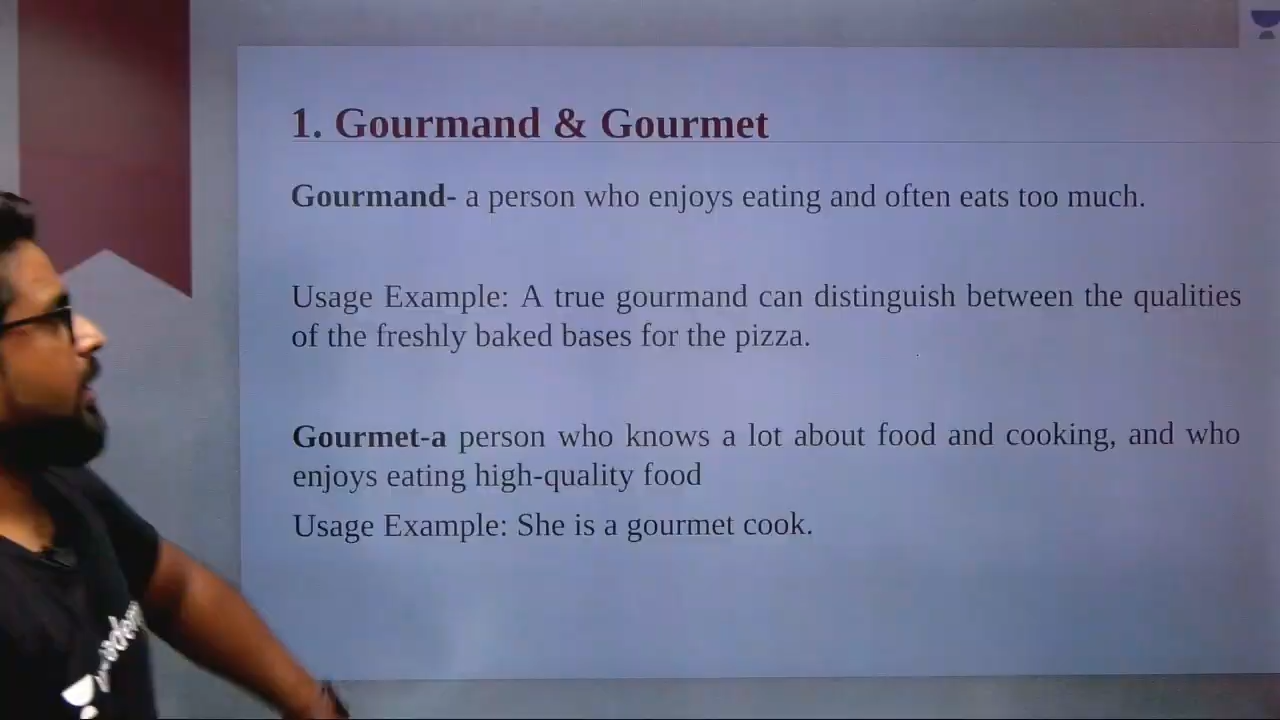 1. Gourmand & Gourmet
Gourmand- a person who enjoys eating and often eats too much.
Usage Example: A true gourmand can distinguish between the qualities
of the freshly baked bases for the pizza.
Gourmet-a person who knows a lot about food and cooking, and who
enjoys eating high-quality food
Usage Example: She is a gourmet cook.